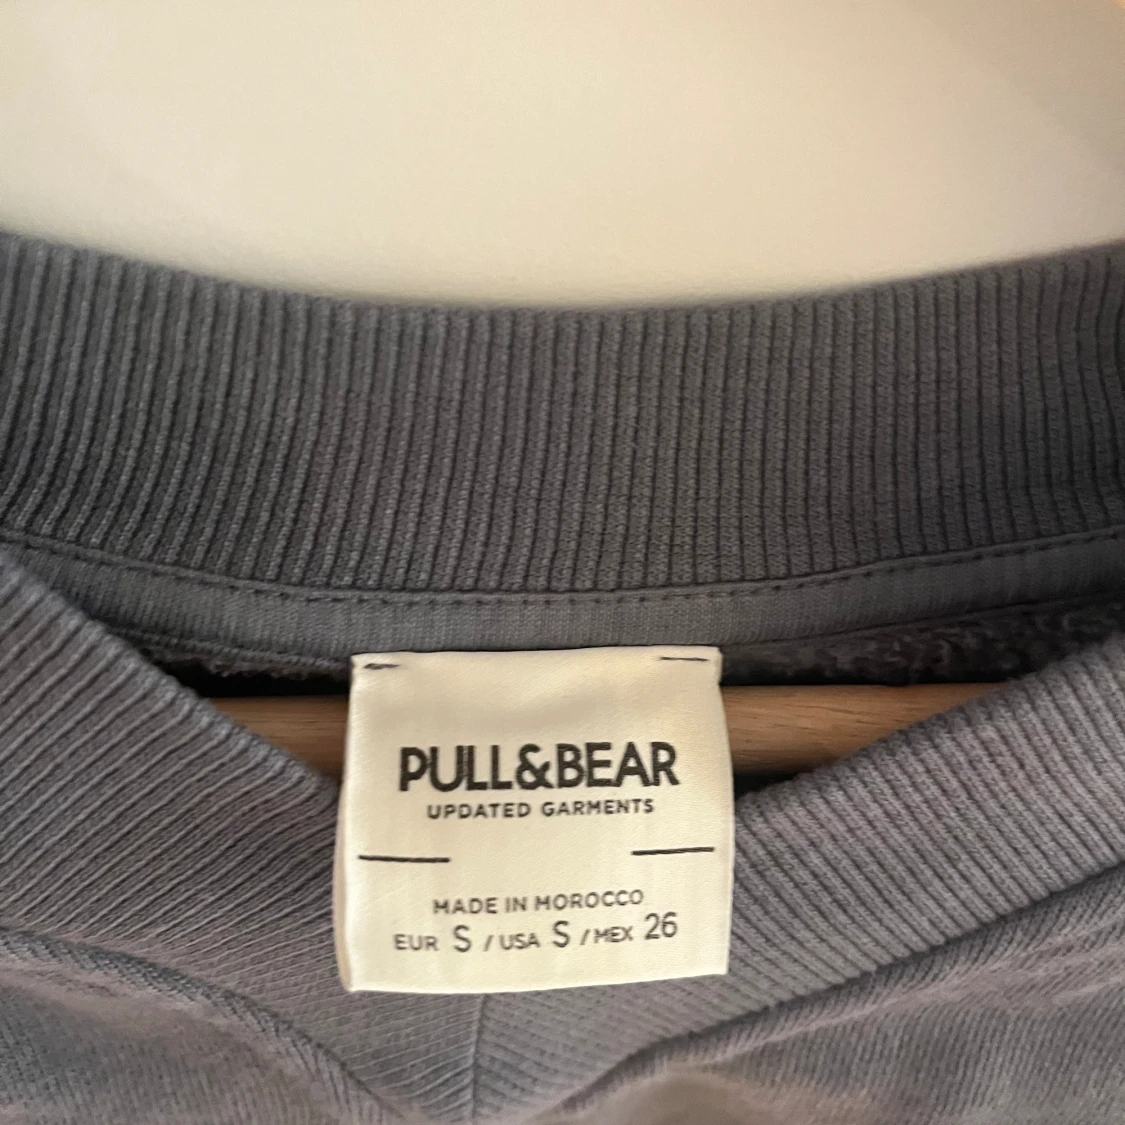 PULL&BEAR
UPDATED GARMENTS
MADE IN MOROCCO
EUR S / USA S / MEX 26